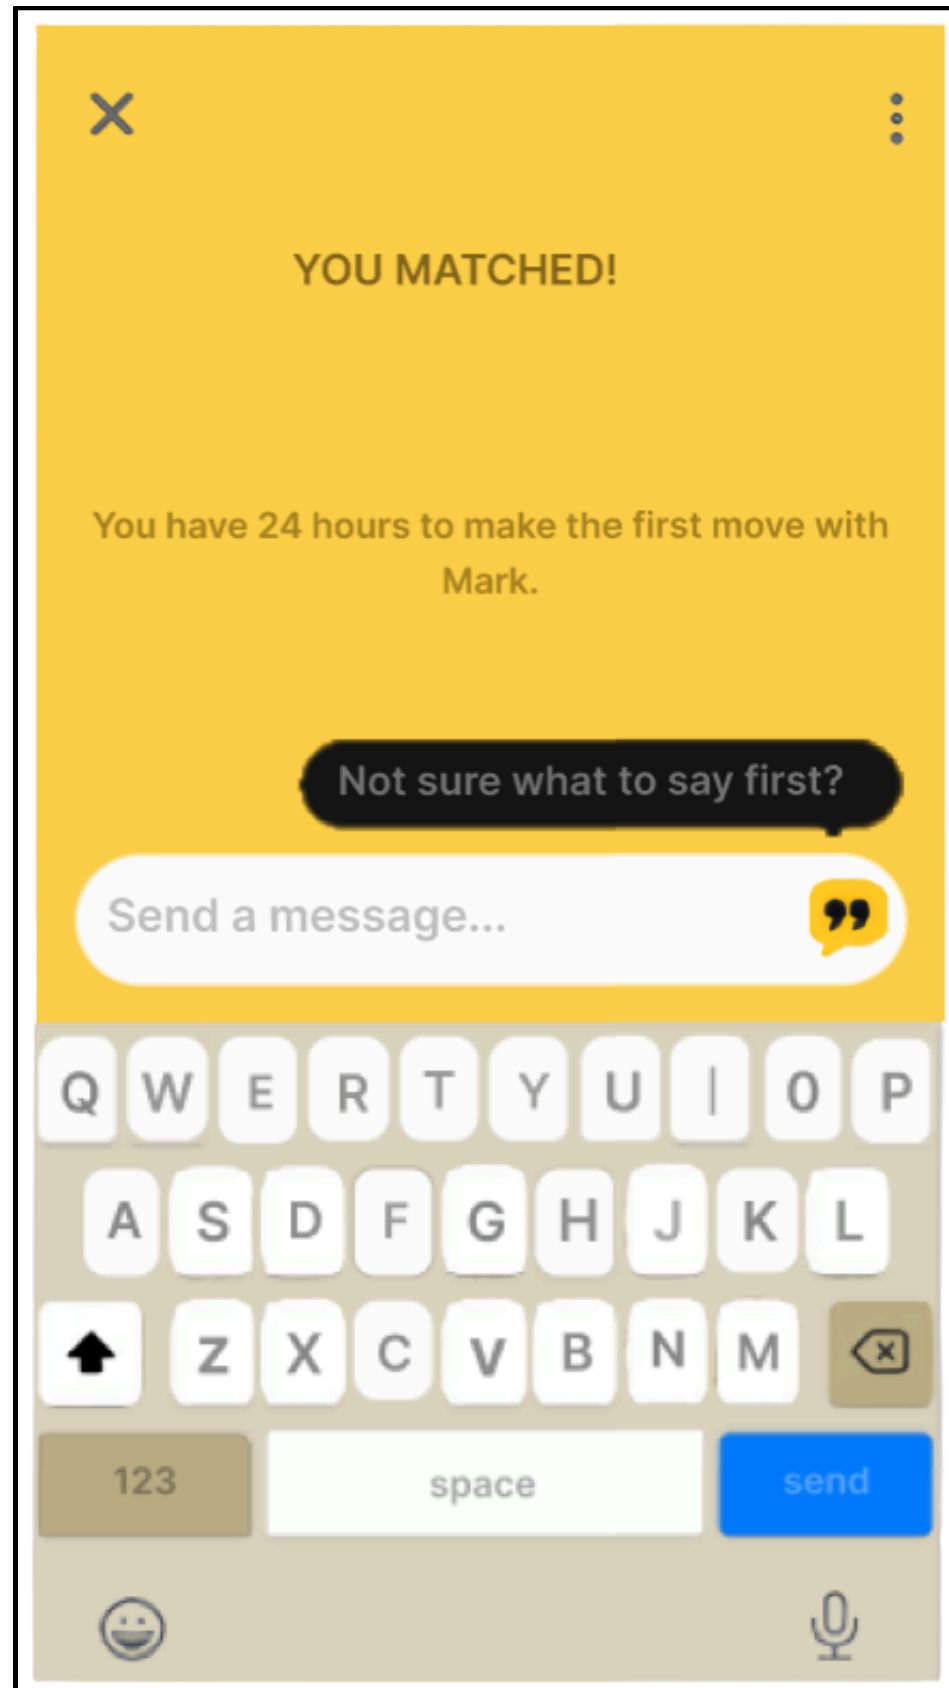 YOU MATCHED!
You have 24 hours to make the first move with
Mark.
Not sure what to say first?
Send a message...
Q W E R T Y U I O P
A S D F G H J K L
Z X C V B N M
123 space send